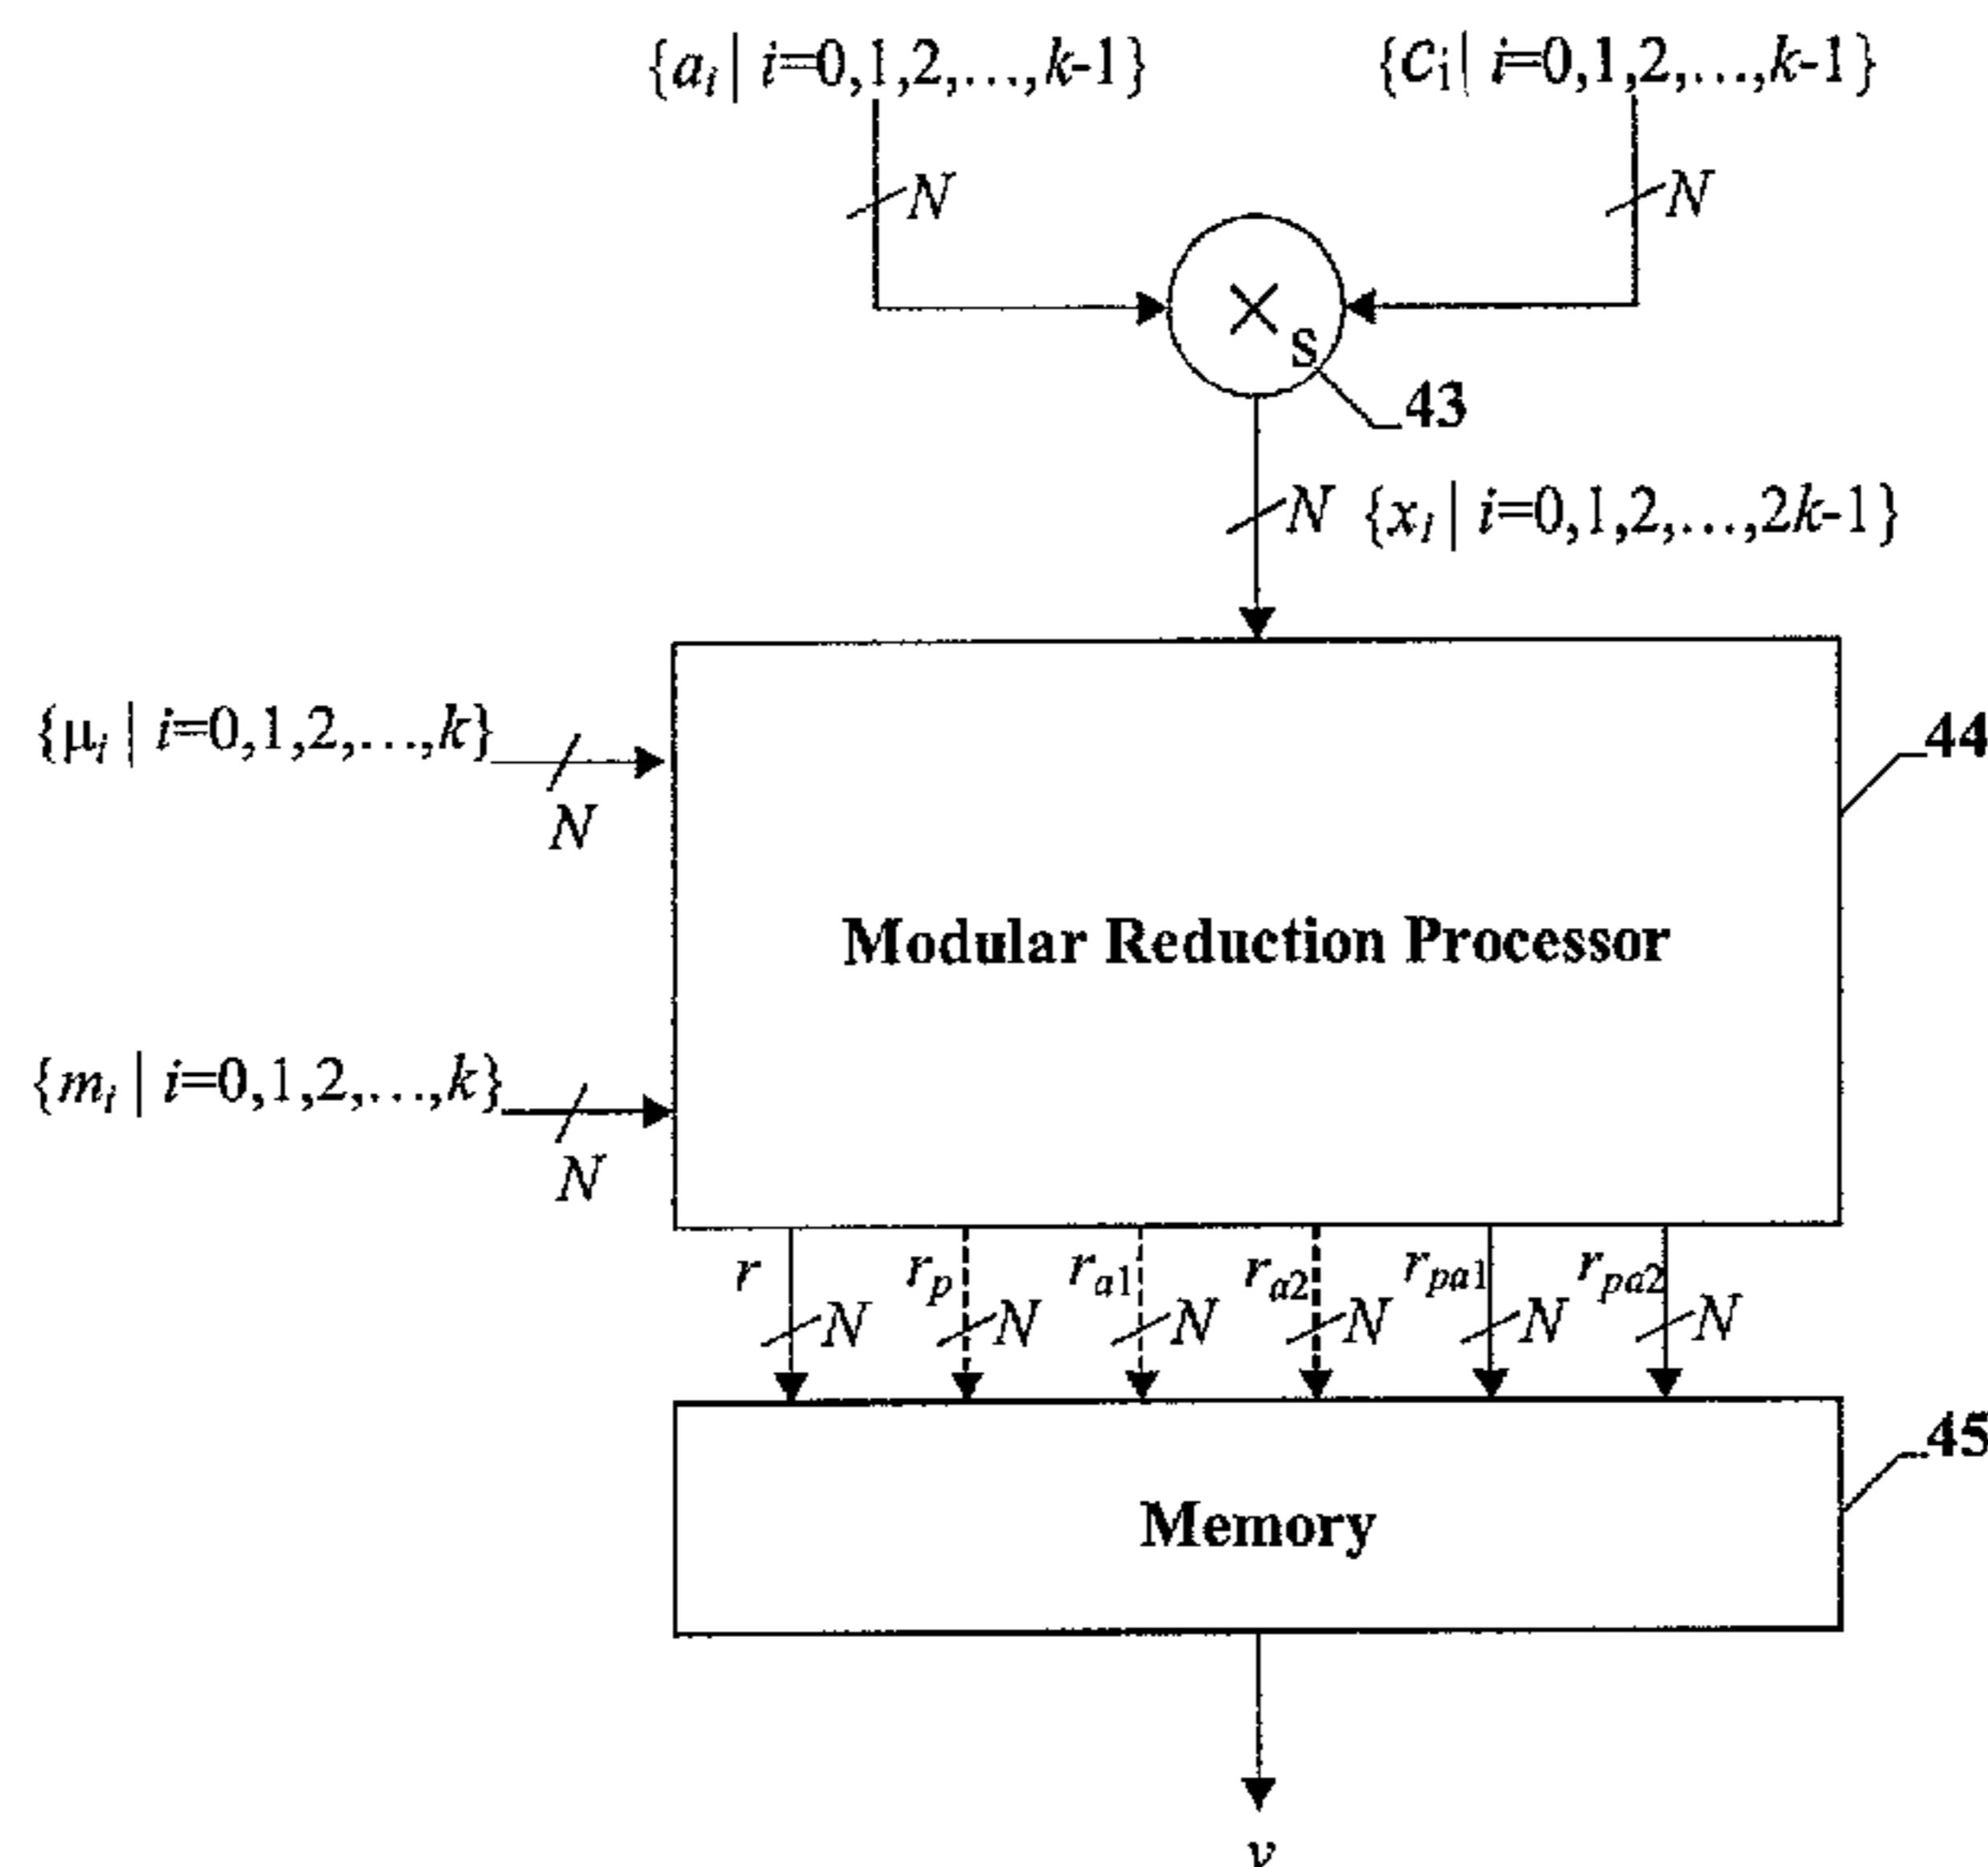 {a_i | i=0,1,2,...,k-1} {c_i | i=0,1,2,...,k-1}
N N
× s
43
N {x_i | i=0,1,2,...,2k-1}
{μ_i | i=0,1,2,...,k}
N
44
Modular Reduction Processor
{m_i | i=0,1,2,...,k}
N
r r_p r_a1 r_a2 r_pa1 r_pa2
N N N N N N
45
Memory
v